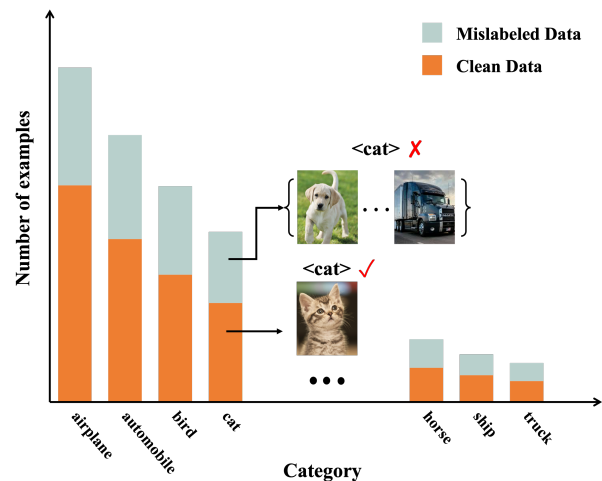 Mislabeled Data
Clean Data
Number of examples
<cat> ✗
. . .
<cat> ✓
...
airplane
automobile
bird
cat
horse
ship
truck
Category